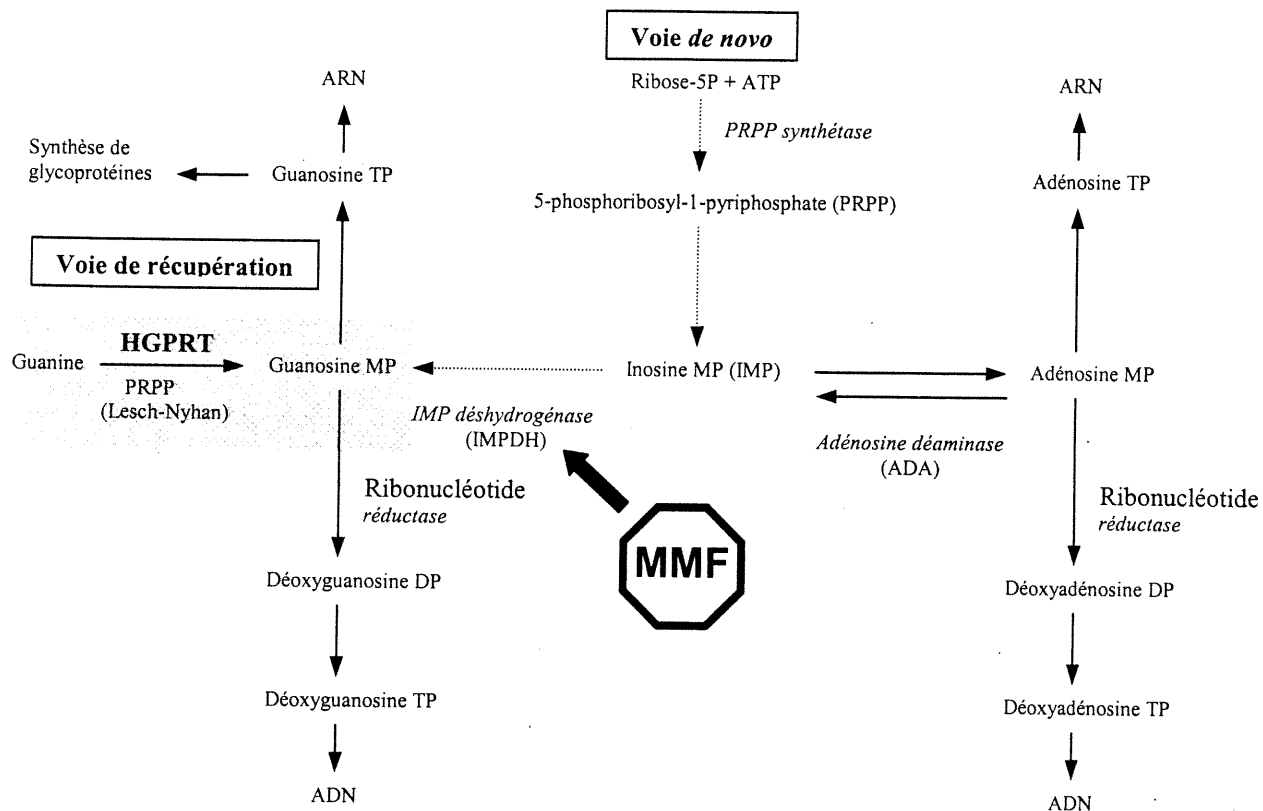 Voie de novo
Ribose-5P + ATP
ARN
ARN
PRPP synthétase
Synthèse de
glycoprotéines
Guanosine TP
Adénosine TP
5-phosphoribosyl-1-pyriphosphate (PRPP)
Voie de récupération
HGPRT
Guanine
Guanosine MP
Inosine MP (IMP)
Adénosine MP
PRPP
(Lesch-Nyhan)
IMP déshydrogénase
(IMPDH)
Adénosine déaminase
(ADA)
Ribonucléotide
réductase
Ribonucléotide
réductase
MMF
Déoxyguanosine DP
Déoxyadénosine DP
Déoxyguanosine TP
Déoxyadénosine TP
ADN
ADN